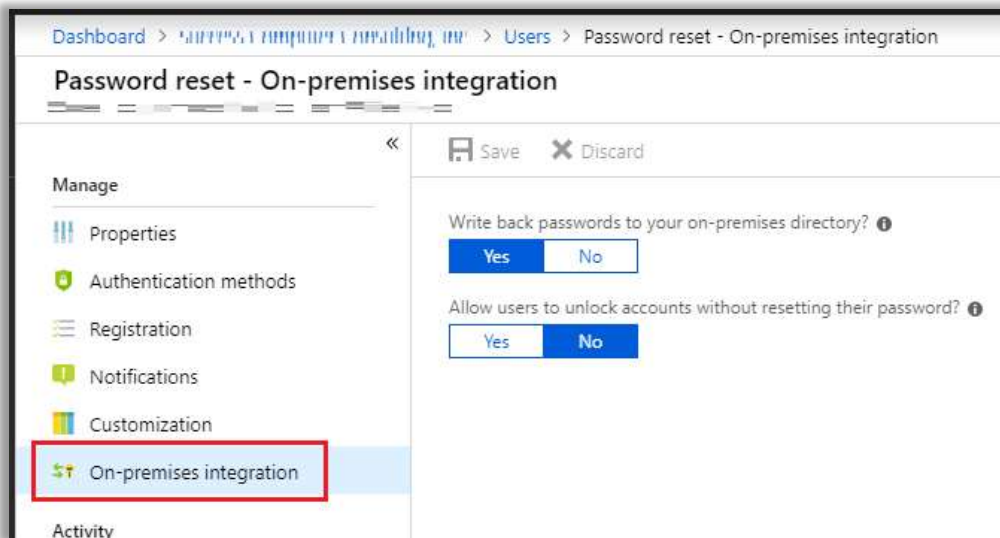 Dashboard > > Users > Password reset - On-premises integration
Password reset - On-premises integration
«
Save Discard
Manage
Properties
Authentication methods
Registration
Notifications
Customization
On-premises integration
Activity
Write back passwords to your on-premises directory?
Yes No
Allow users to unlock accounts without resetting their password?
Yes No